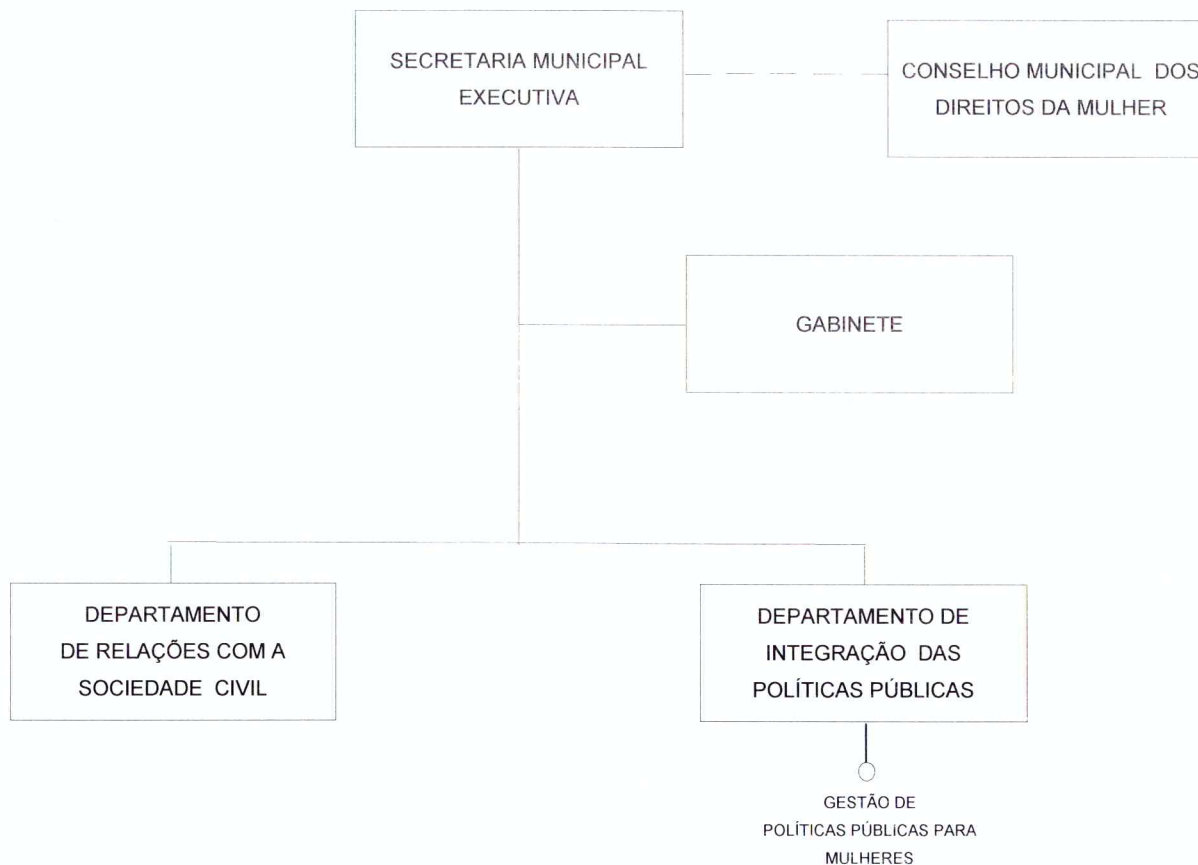 SECRETARIA MUNICIPAL
EXECUTIVA
CONSELHO MUNICIPAL DOS
DIREITOS DA MULHER
GABINETE
DEPARTAMENTO
DE RELAÇÕES COM A
SOCIEDADE CIVIL
DEPARTAMENTO DE
INTEGRAÇÃO DAS
POLÍTICAS PÚBLICAS
GESTÃO DE
POLÍTICAS PÚBLICAS PARA
MULHERES